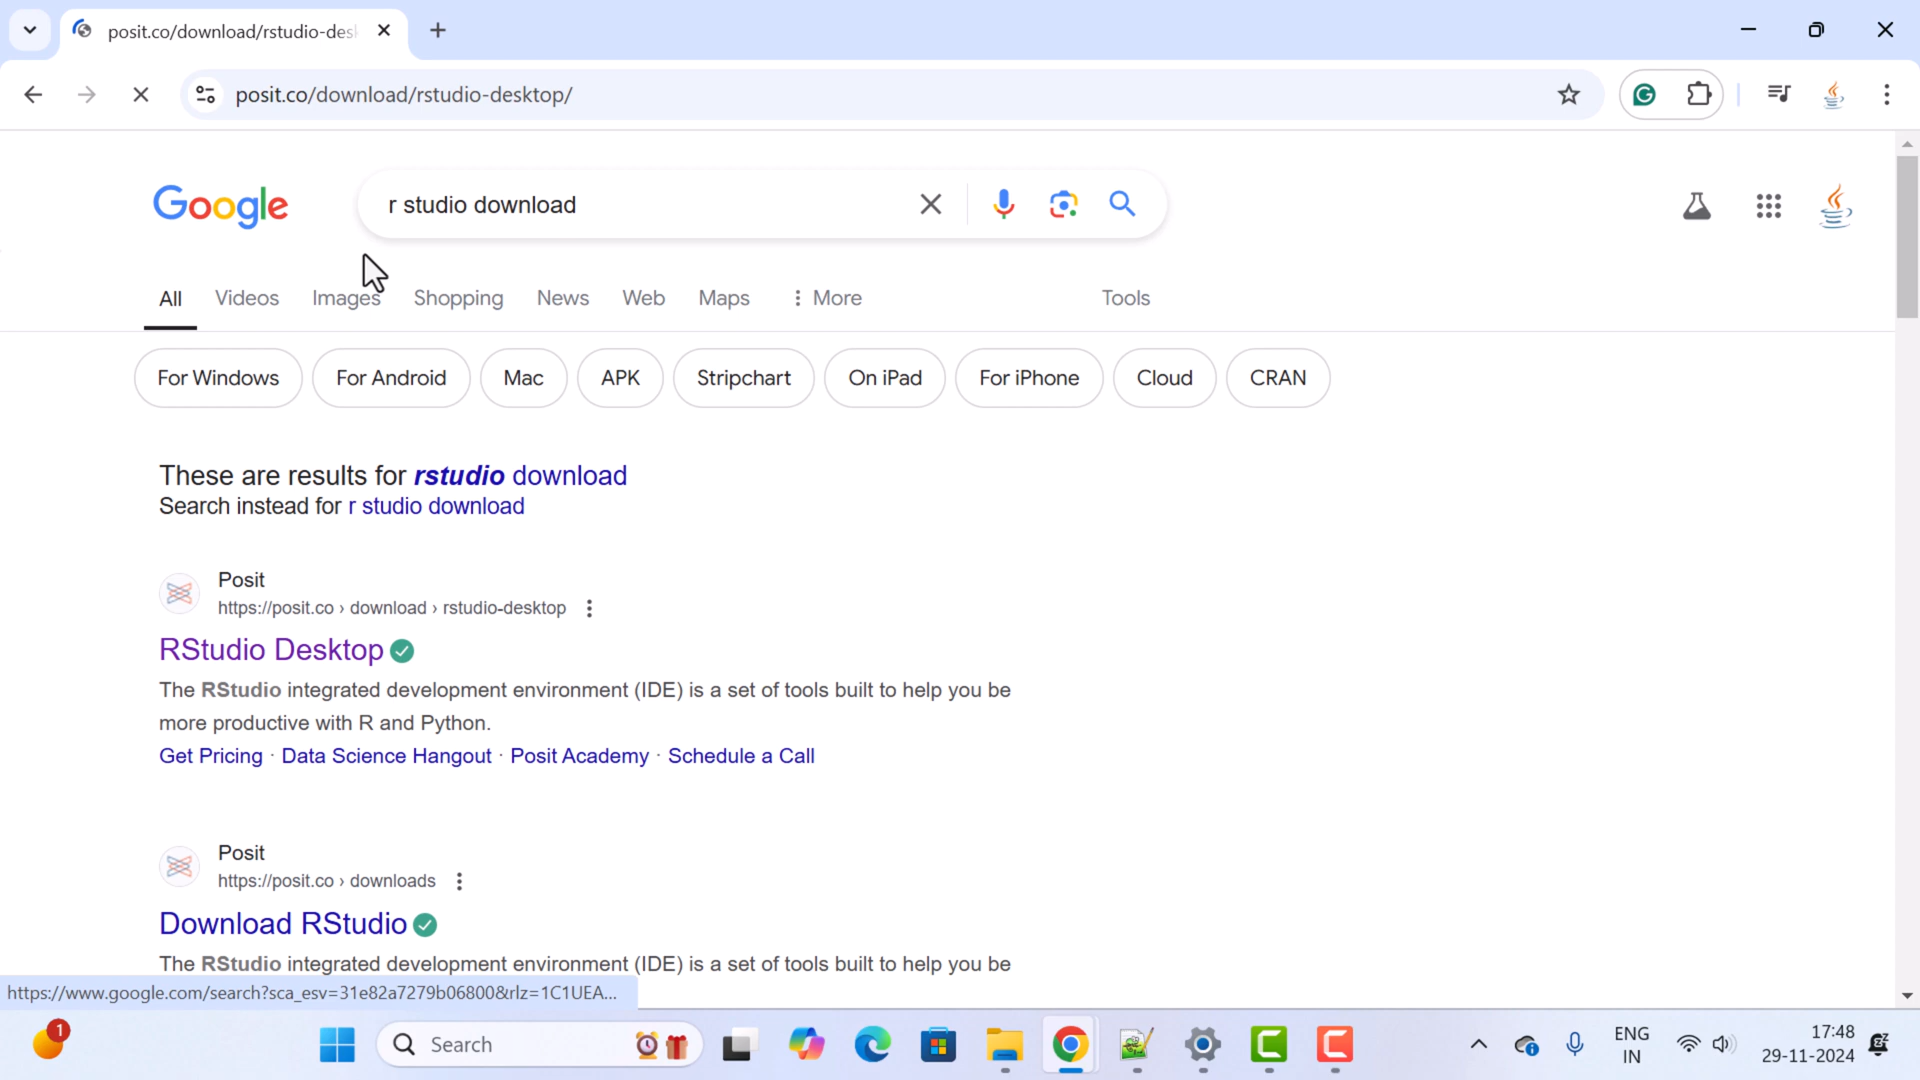 posit.co/download/rstudio-des
posit.co/download/rstudio-desktop/
Google
r studio download
All Videos Images Shopping News Web Maps More Tools
For Windows For Android Mac APK Stripchart On iPad For iPhone Cloud CRAN
These are results for rstudio download
Search instead for r studio download
Posit
https://posit.co › download › rstudio-desktop
RStudio Desktop
The RStudio integrated development environment (IDE) is a set of tools built to help you be
more productive with R and Python.
Get Pricing · Data Science Hangout · Posit Academy · Schedule a Call
Posit
https://posit.co › downloads
Download RStudio
The RStudio integrated development environment (IDE) is a set of tools built to help you be
https://www.google.com/search?sca_esv=31e82a7279b06800&rlz=1C1UEA...
1
Search
ENG
IN
17:48
29-11-2024